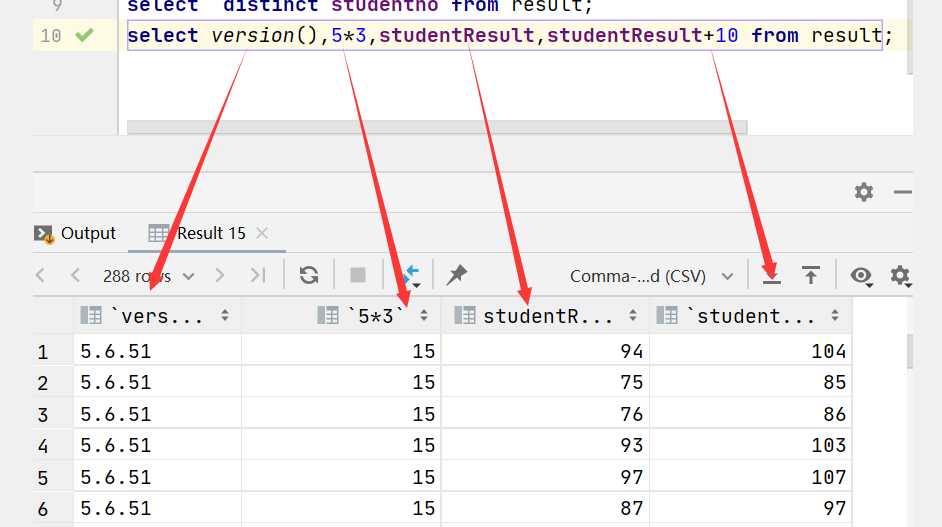 9 select distinct studentno from result;
10 select version(),5*3,studentResult,studentResult+10 from result;
Output Result 15
288 rows Comma-...d (CSV)
`vers... `5*3` studentR... `student...
1 5.6.51 15 94 104
2 5.6.51 15 75 85
3 5.6.51 15 76 86
4 5.6.51 15 93 103
5 5.6.51 15 97 107
6 5.6.51 15 87 97